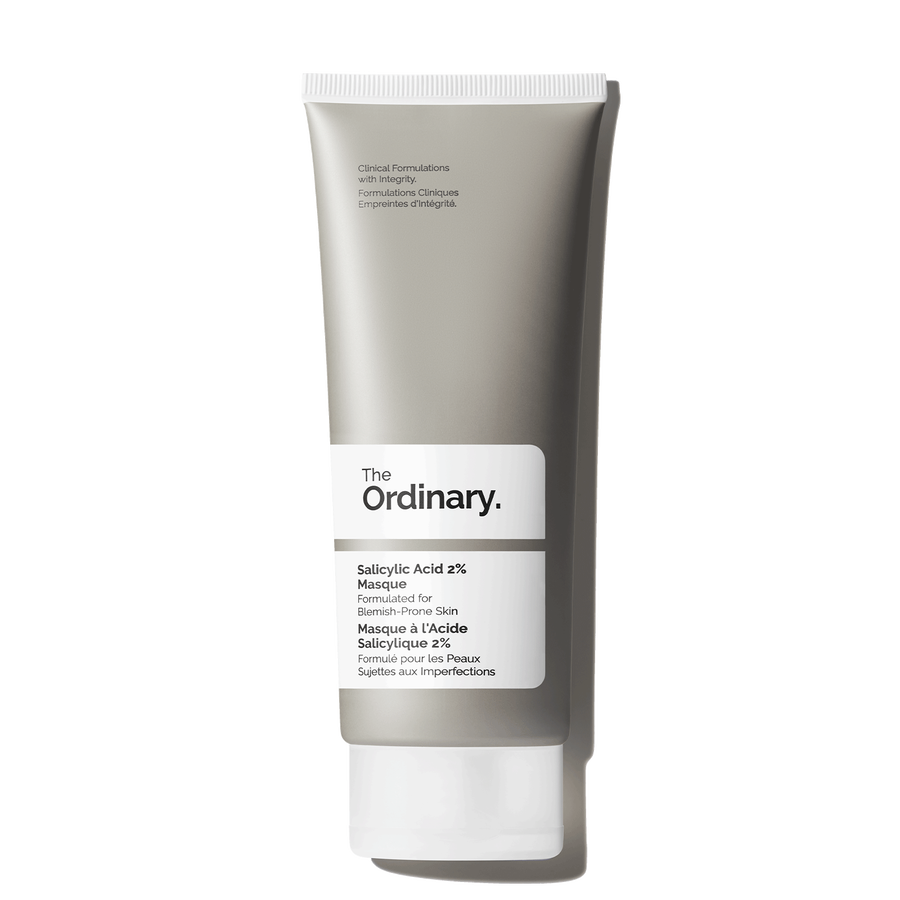 Clinical Formulations
with Integrity.
Formulations Cliniques
Empreintes d'Intégrité.
The
Ordinary.
Salicylic Acid 2%
Masque
Formulated for
Blemish-Prone Skin
Masque à l'Acide
Salicylique 2%
Formulé pour les Peaux
Sujettes aux Imperfections